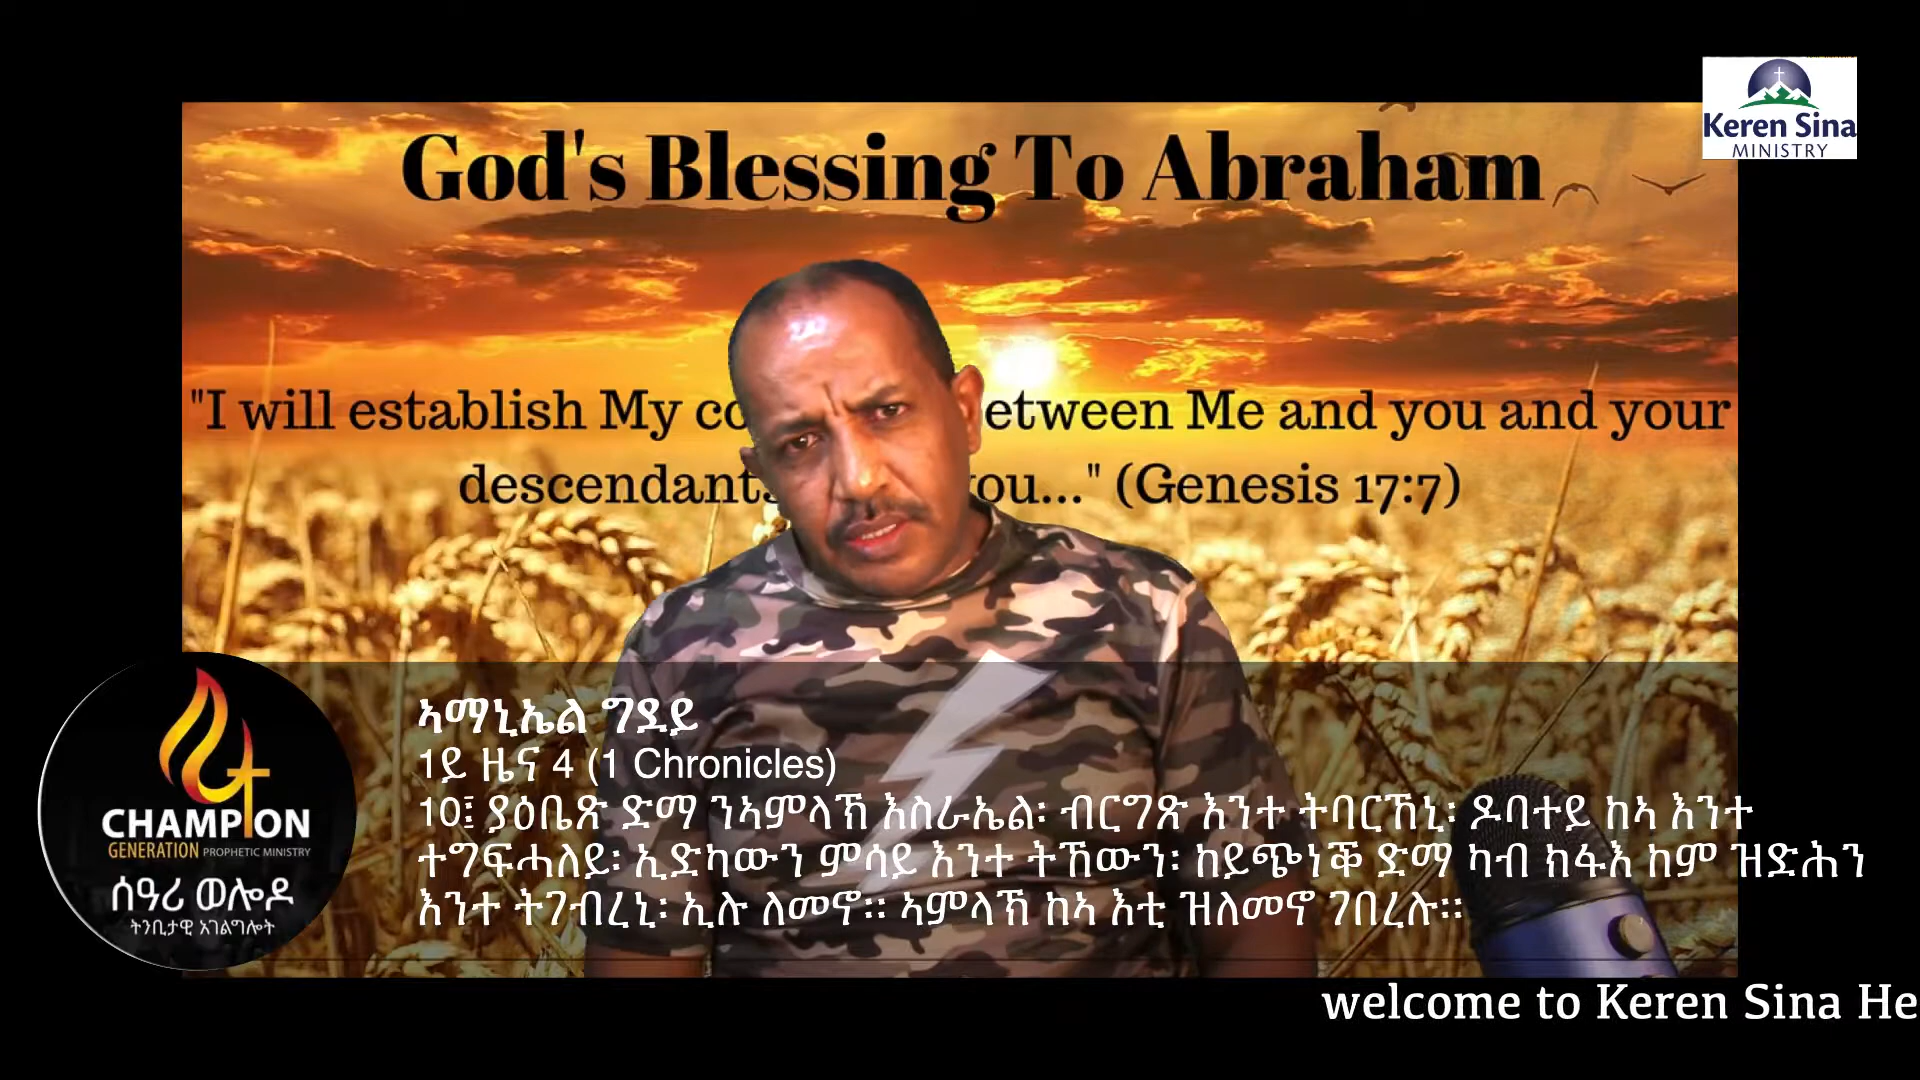 Keren Sina
MINISTRY
God's Blessing To Abraham
"I will establish My co etween Me and you and your
descendants ou..." (Genesis 17:7)
ኣማኒኤል ግደይ
1ይ ዜና 4 (1 Chronicles)
10፤ ያዕቤጽ ድማ ንኣምላኽ እስራኤል፡ ብርግጽ እንተ ትባርኸኒ፡ ዶባተይ ከኣ እንተ
ተግፍሓለይ፡ ኢድካውን ምሳይ እንተ ትኸውን፡ ከይጭነቕ ድማ ካብ ክፋእ ከም ዝድሕን
እንተ ትገብረኒ፡ ኢሉ ለመኖ። ኣምላኽ ከኣ እቲ ዝለመኖ ገበረሉ።
CHAMPION
GENERATION PROPHETIC MINISTRY
ሰዓሪ ወሎዶ
ትንቢታዊ አገልግሎት
welcome to Keren Sina He